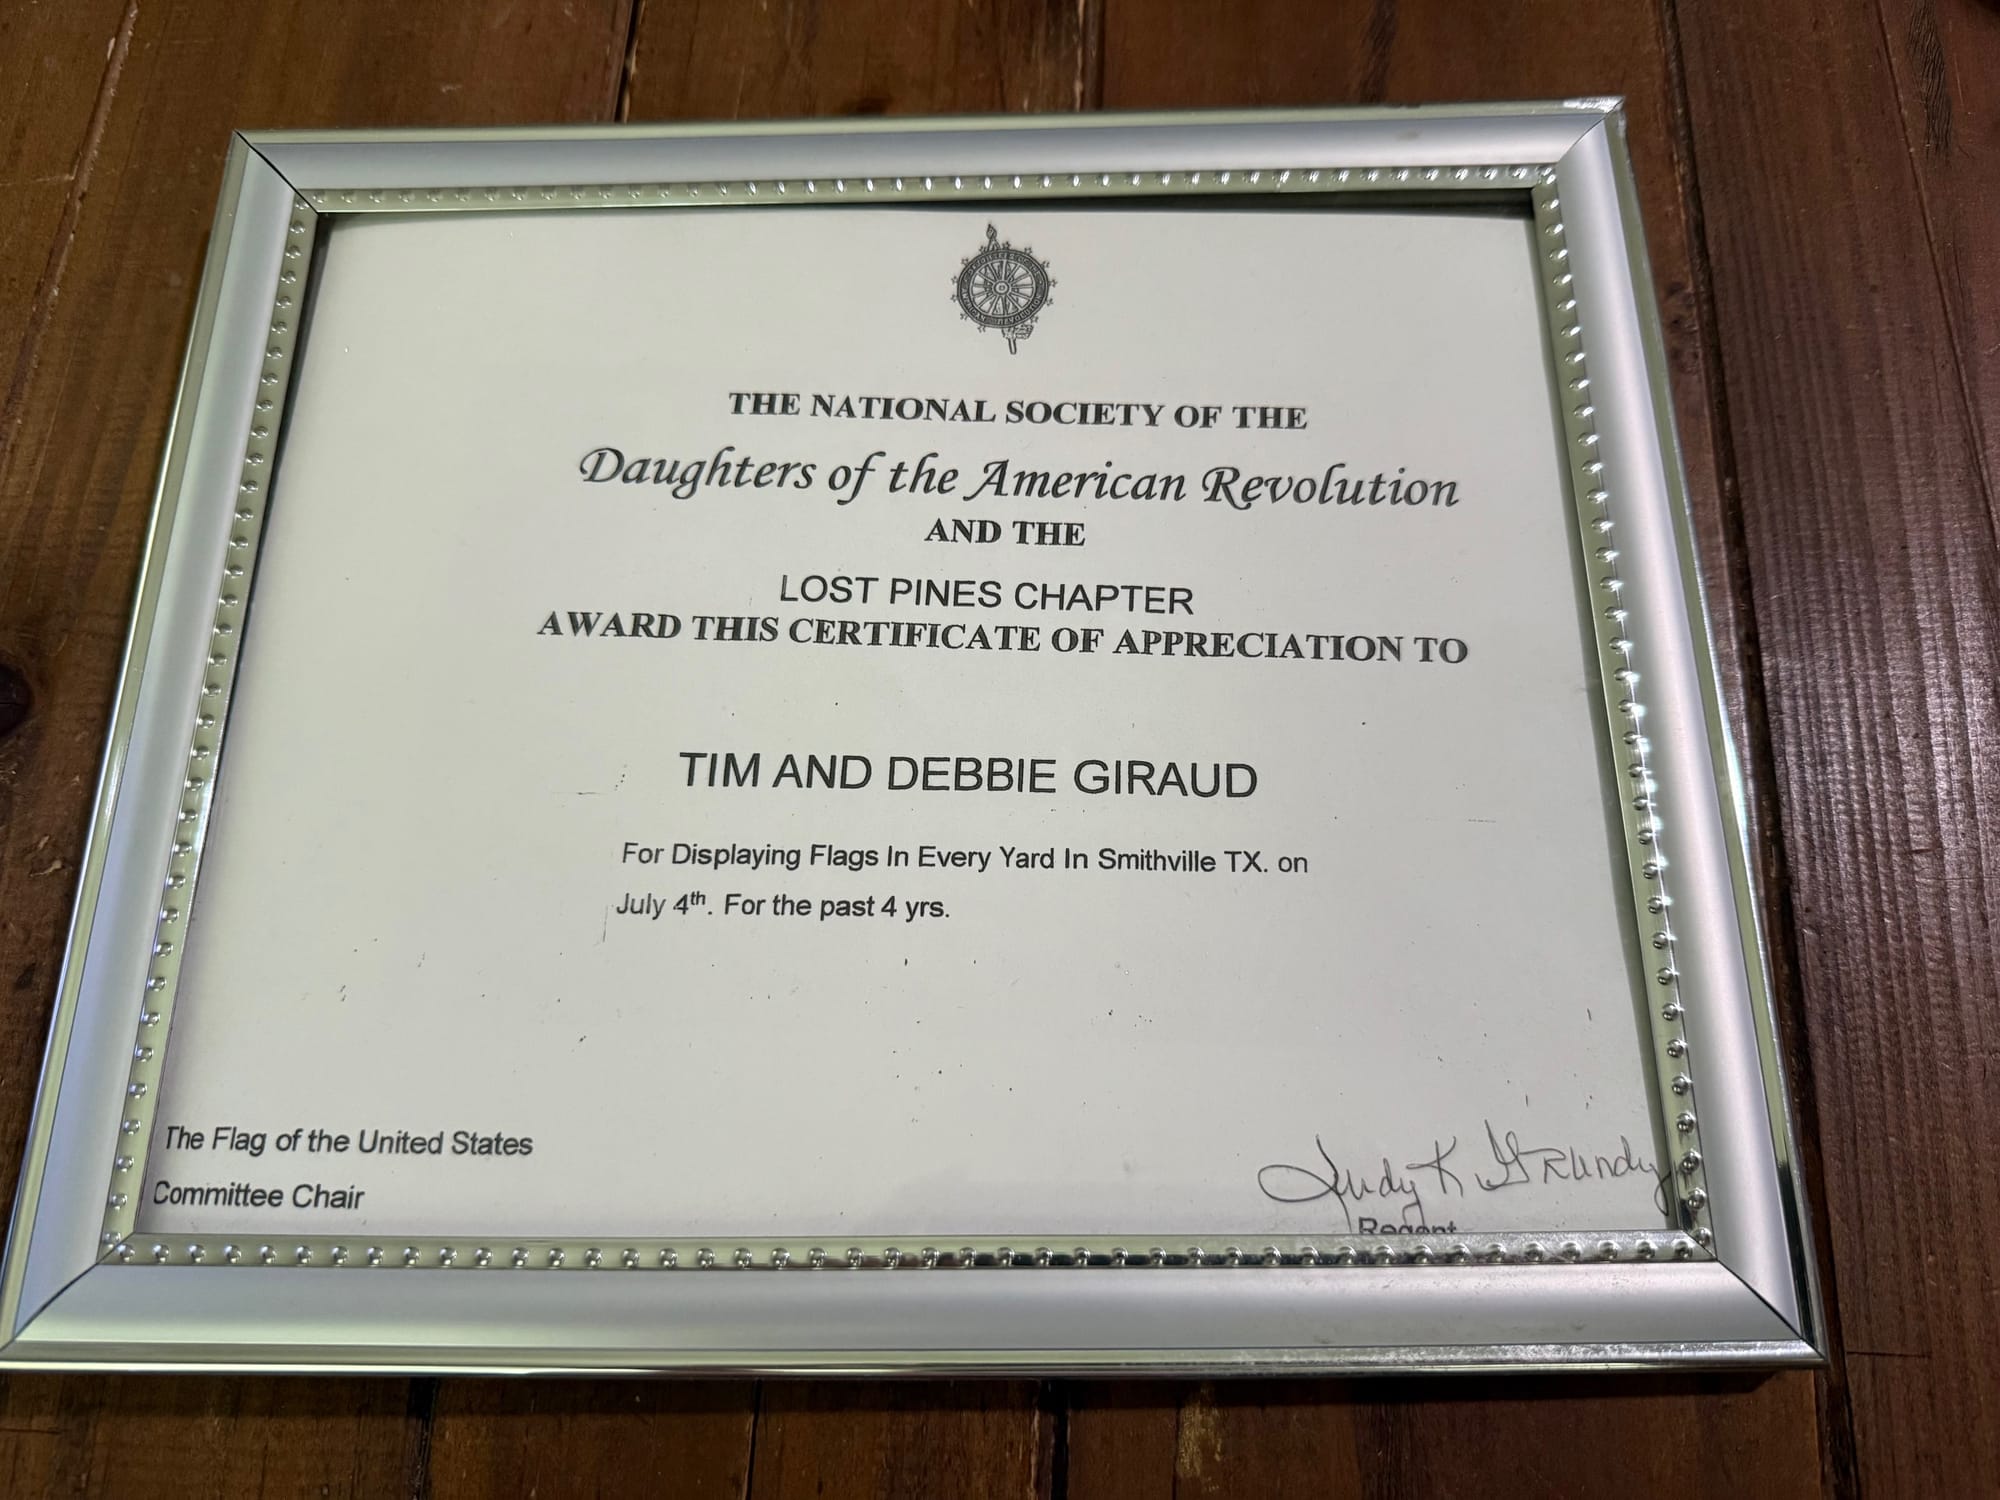 THE NATIONAL SOCIETY OF THE
Daughters of the American Revolution
AND THE
LOST PINES CHAPTER
AWARD THIS CERTIFICATE OF APPRECIATION TO
TIM AND DEBBIE GIRAUD
For Displaying Flags In Every Yard In Smithville TX. on
July 4th. For the past 4 yrs.
The Flag of the United States
Committee Chair
Judy K Grundy
Regent